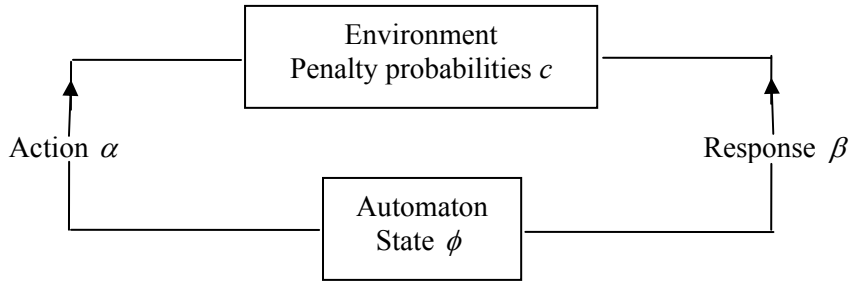 Environment
Penalty probabilities c
Action α
Response β
Automaton
State ϕ